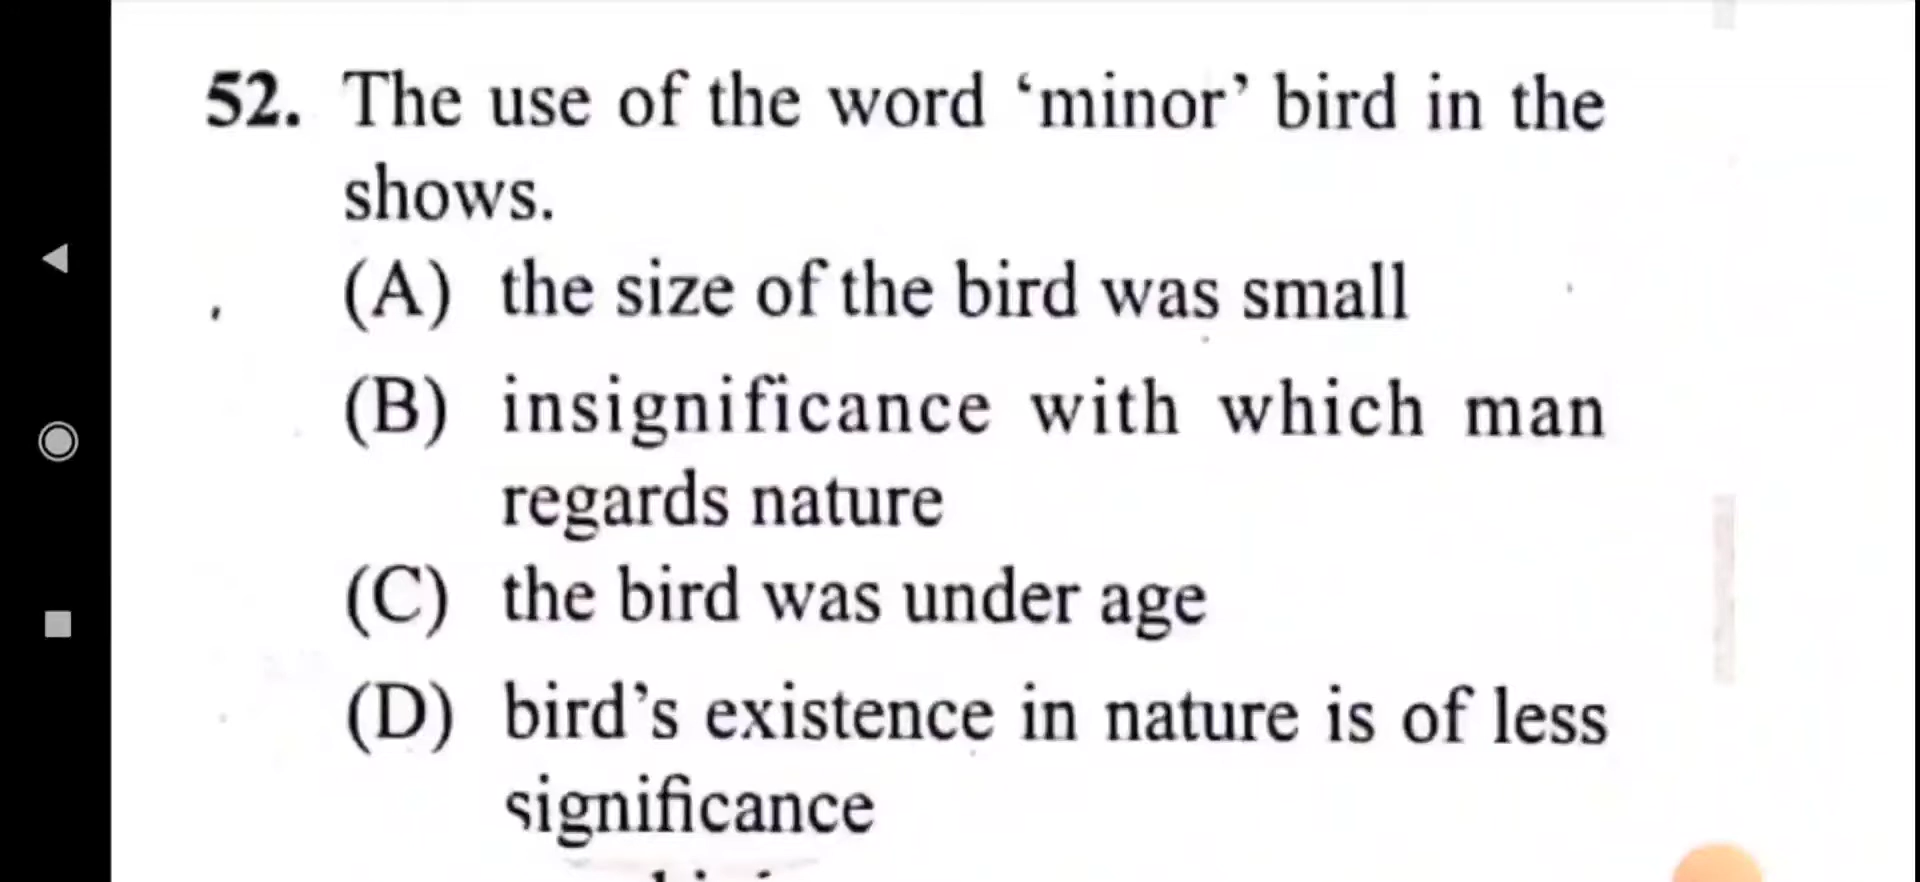 52. The use of the word ‘minor’ bird in the
shows.
(A) the size of the bird was small
(B) insignificance with which man
regards nature
(C) the bird was under age
(D) bird’s existence in nature is of less
significance